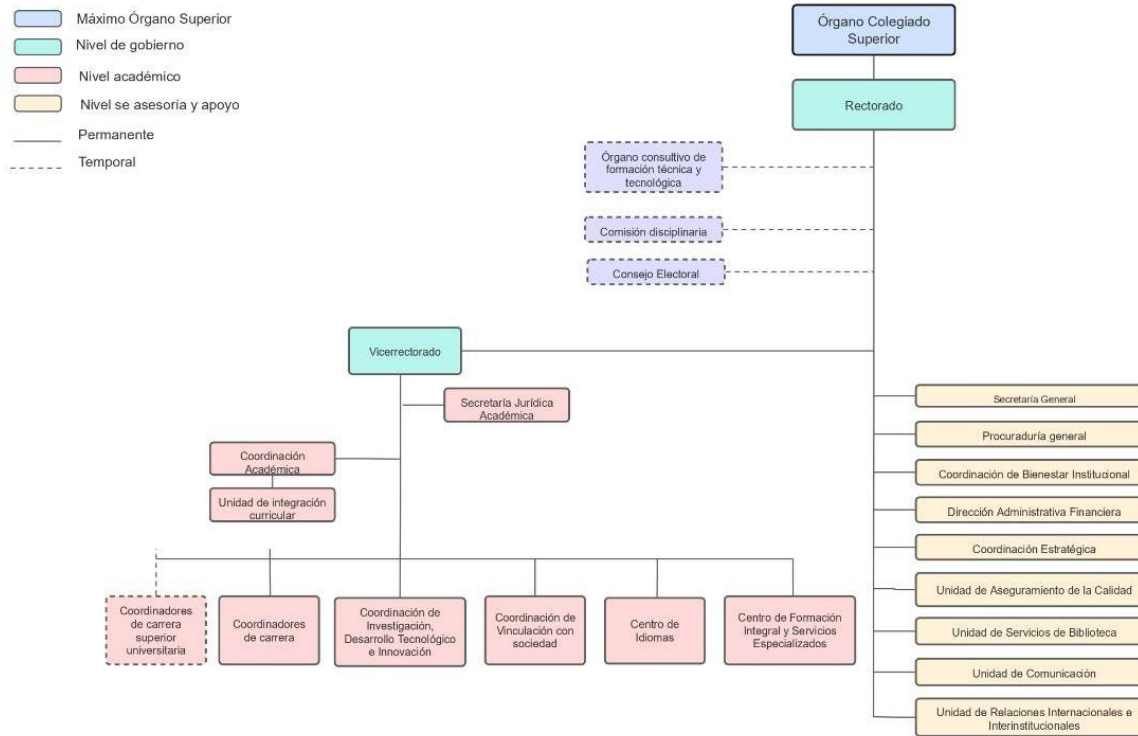 Máximo Órgano Superior
Nivel de gobierno
Nivel académico
Nivel se asesoría y apoyo
Permanente
Temporal
Órgano Colegiado
Superior
Rectorado
Órgano consultivo de
formación técnica y
tecnológica
Comisión disciplinaria
Consejo Electoral
Vicerrectorado
Secretaría Jurídica
Académica
Coordinación
Académica
Unidad de integración
curricular
Coordinadores
de carrera
superior
universitaria
Coordinadores
de carrera
Coordinación de
Investigación,
Desarrollo Tecnológico
e Innovación
Coordinación de
Vinculación con
sociedad
Centro de
Idiomas
Centro de Formación
Integral y Servicios
Especializados
Secretaría General
Procuraduría general
Coordinación de Bienestar Institucional
Dirección Administrativa Financiera
Coordinación Estratégica
Unidad de Aseguramiento de la Calidad
Unidad de Servicios de Biblioteca
Unidad de Comunicación
Unidad de Relaciones Internacionales e
Interinstitucionales